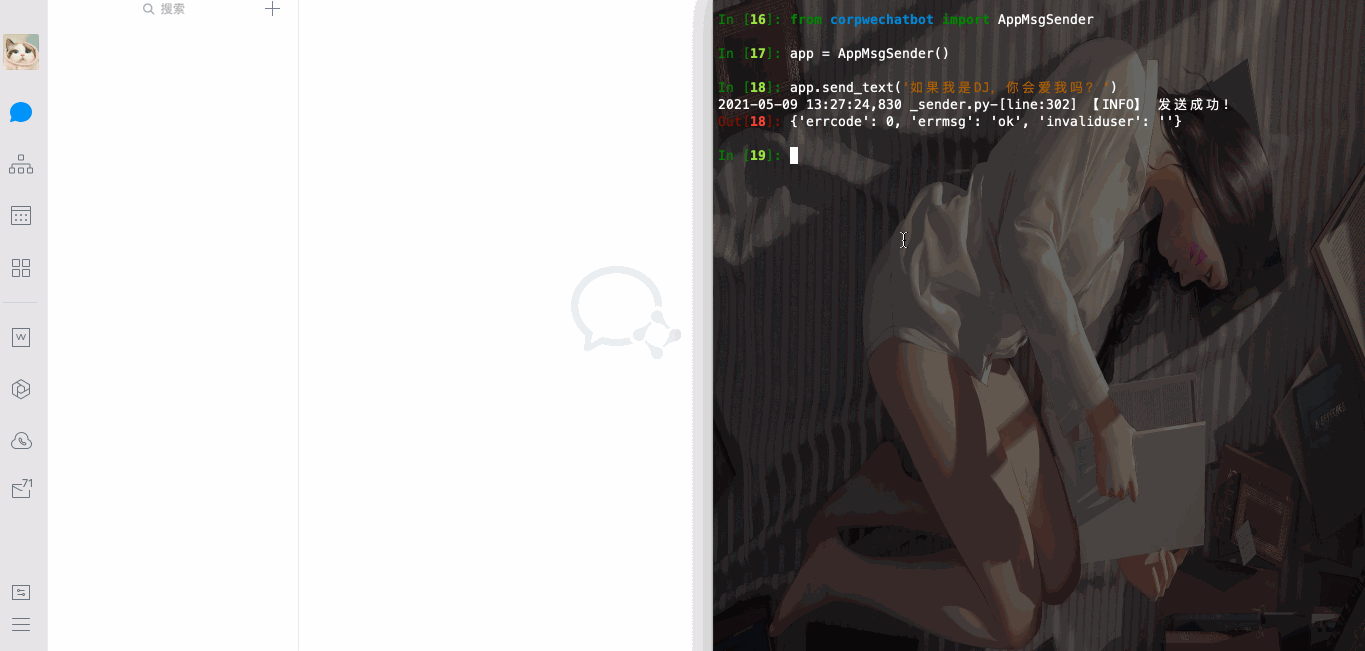 搜索
W
71
In [16]: from corpwechatbot import AppMsgSender
In [17]: app = AppMsgSender()
In [18]: app.send_text('如果我是DJ，你会爱我吗？')
2021-05-09 13:27:24,830 _sender.py-[line:302] 【INFO】 发送成功！
Out[18]: {'errcode': 0, 'errmsg': 'ok', 'invaliduser': ''}
In [19]: